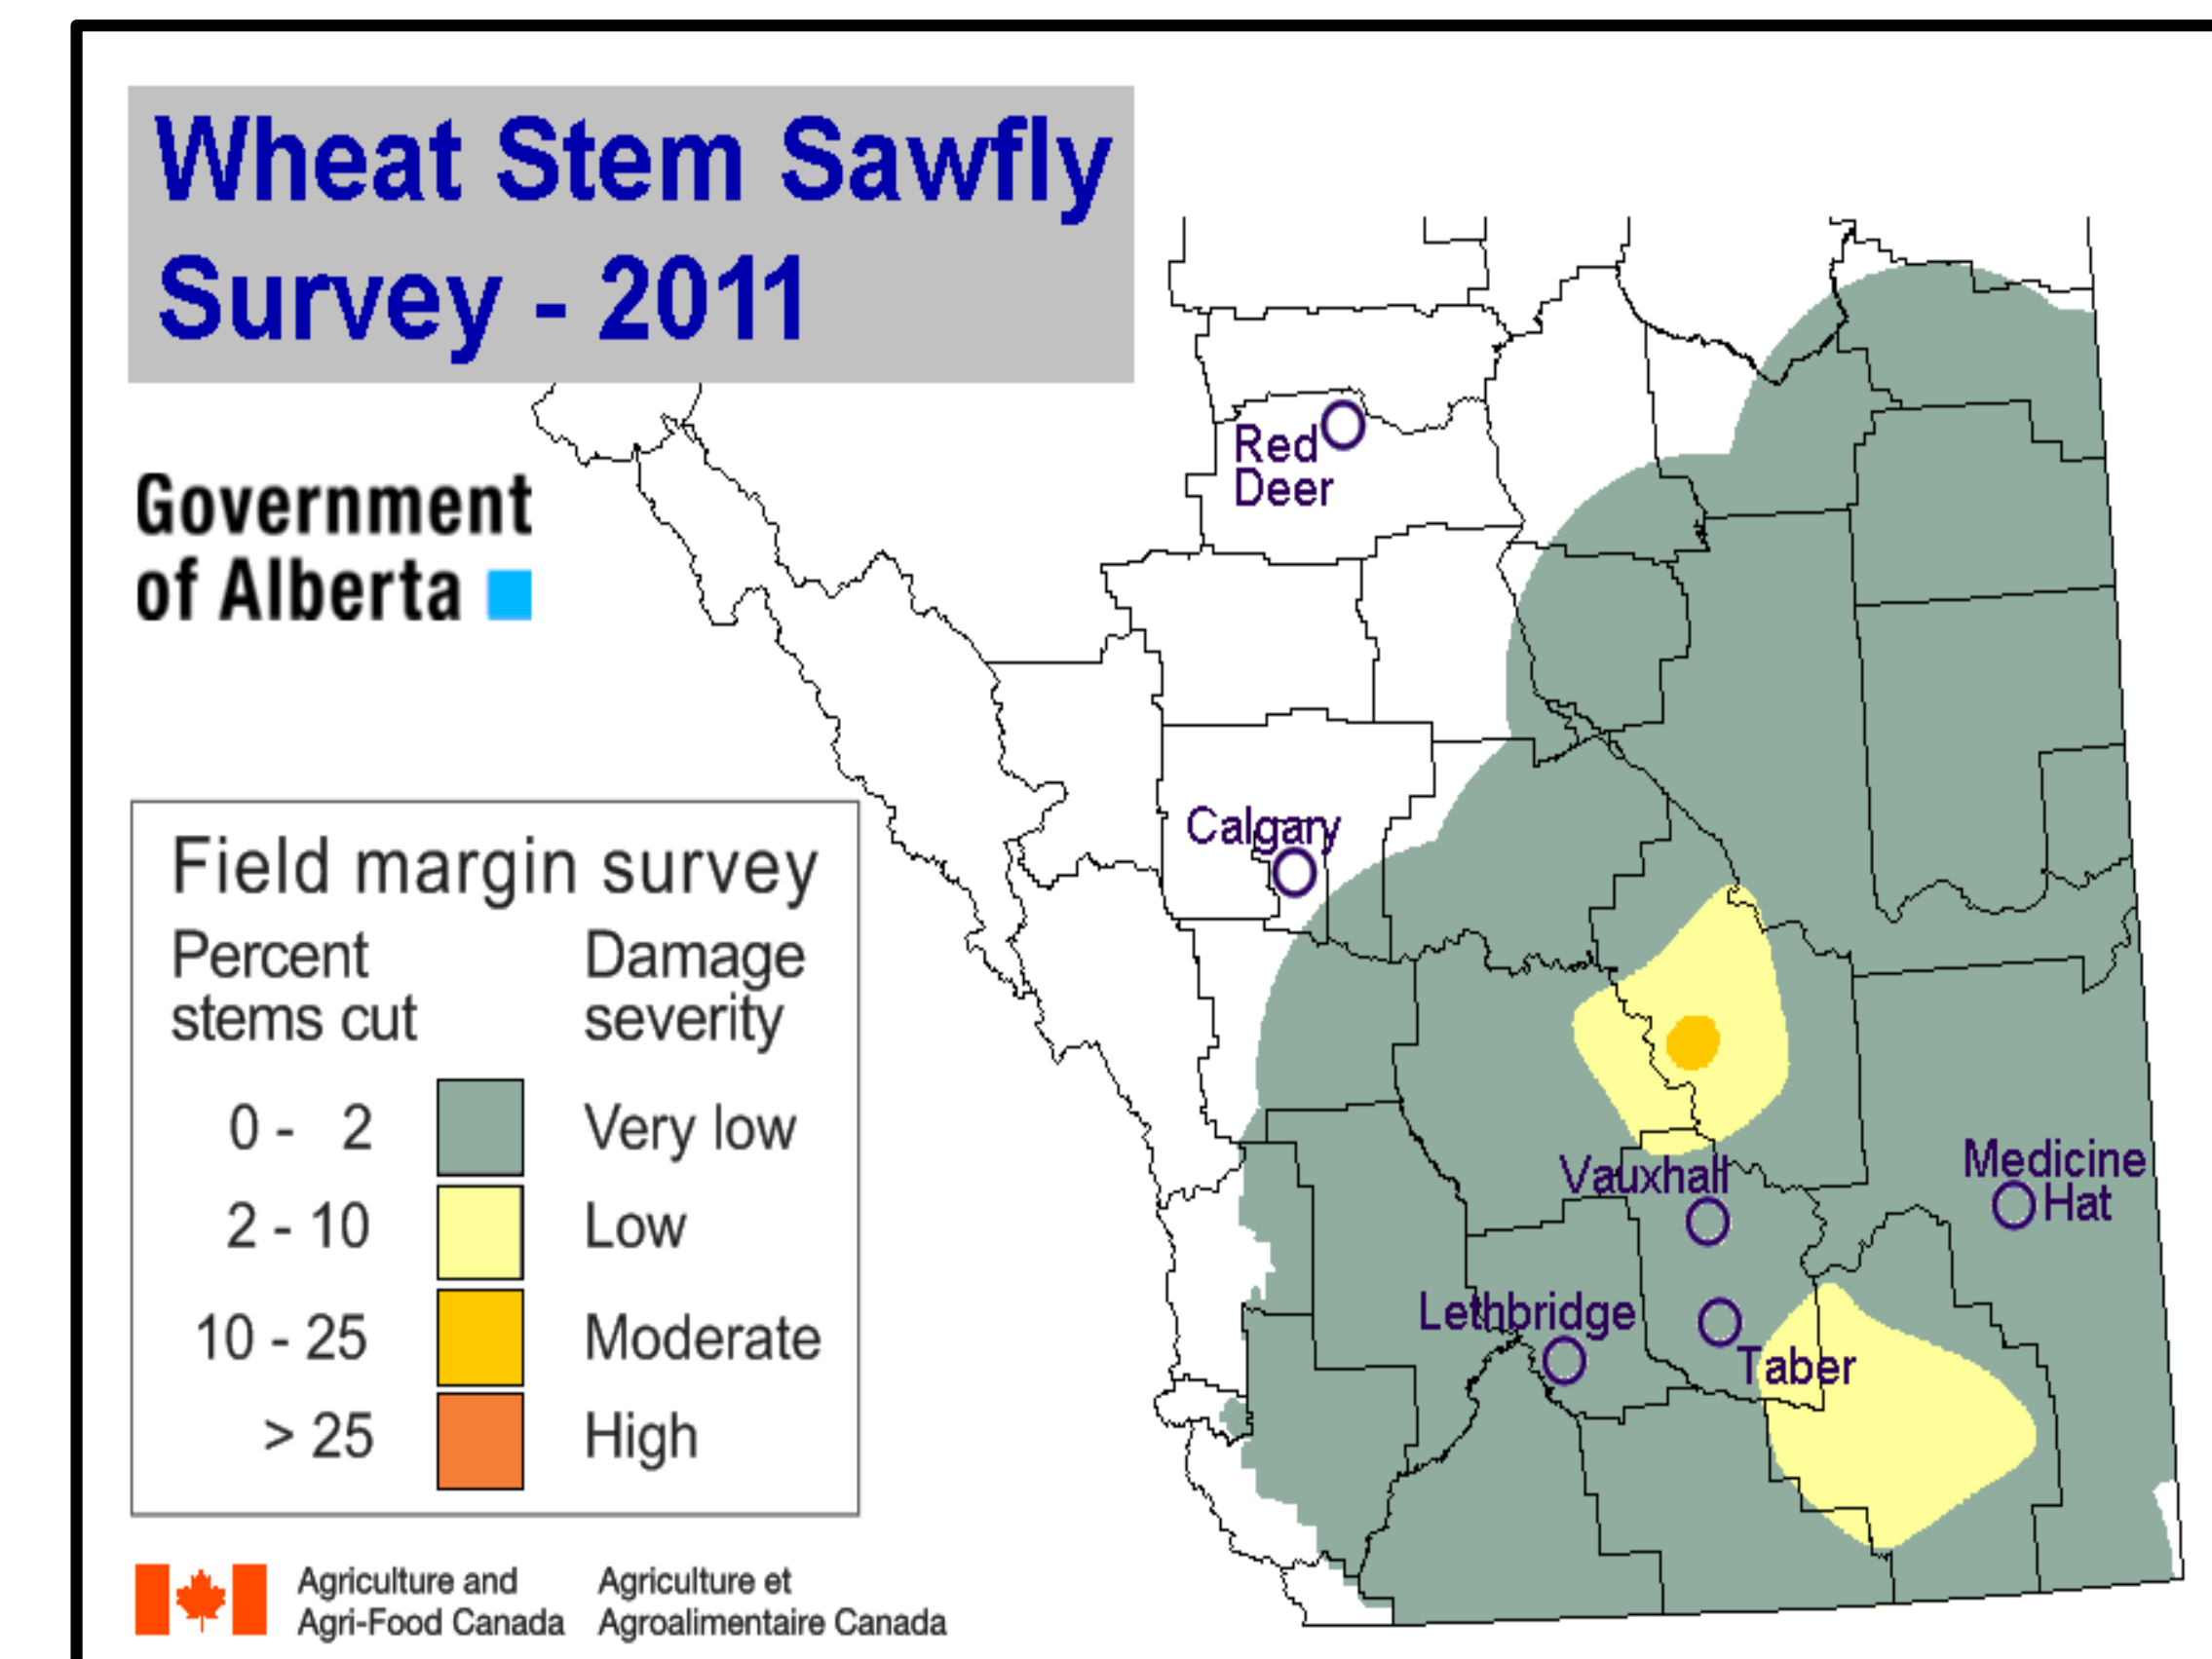 Wheat Stem Sawfly
Survey - 2011
Government
of Alberta
Field margin survey
Percent
stems cut
Damage
severity
0 - 2
Very low
2 - 10
Low
10 - 25
Moderate
> 25
High
Agriculture and
Agri-Food Canada
Agriculture et
Agroalimentaire Canada
Red
Deer
Calgary
Vauxhall
Medicine
Hat
Lethbridge
Taber